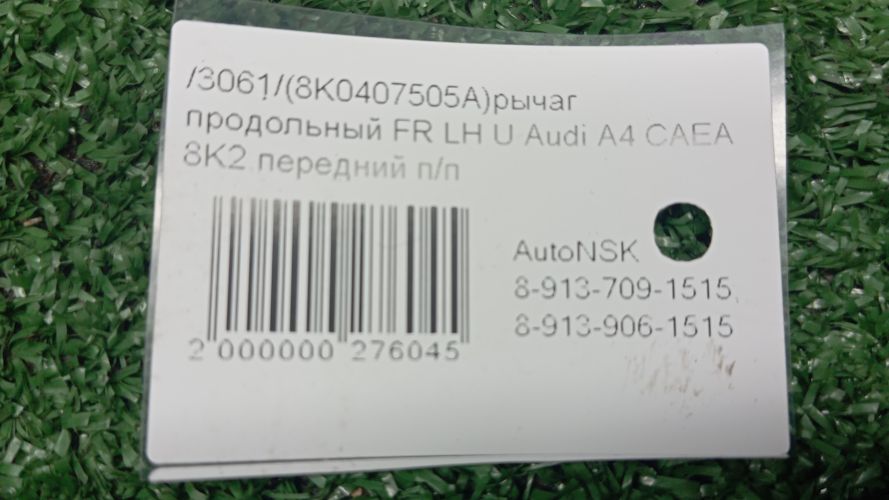 /3061/(8K0407505A)рычаг
продольный FR LH U Audi A4 CAEA
8K2 передний п/п
AutoNSK
8-913-709-1515,
8-913-906-1515
2 000000 276045